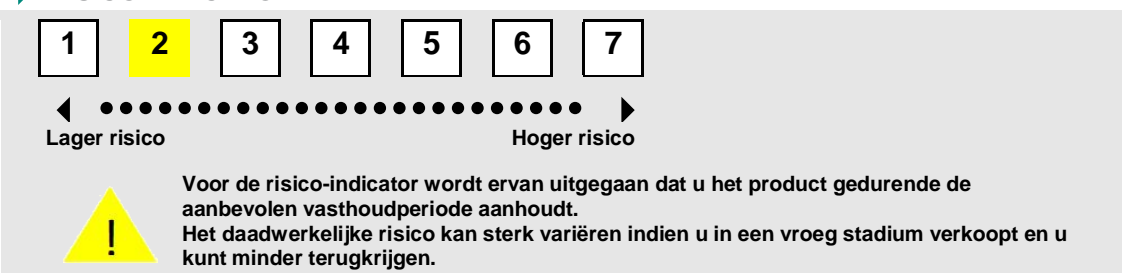 1 2 3 4 5 6 7
Lager risico Hoger risico
Voor de risico-indicator wordt ervan uitgegaan dat u het product gedurende de
aanbevolen vasthoudperiode aanhoudt.
! Het daadwerkelijke risico kan sterk variëren indien u in een vroeg stadium verkoopt en u
kunt minder terugkrijgen.